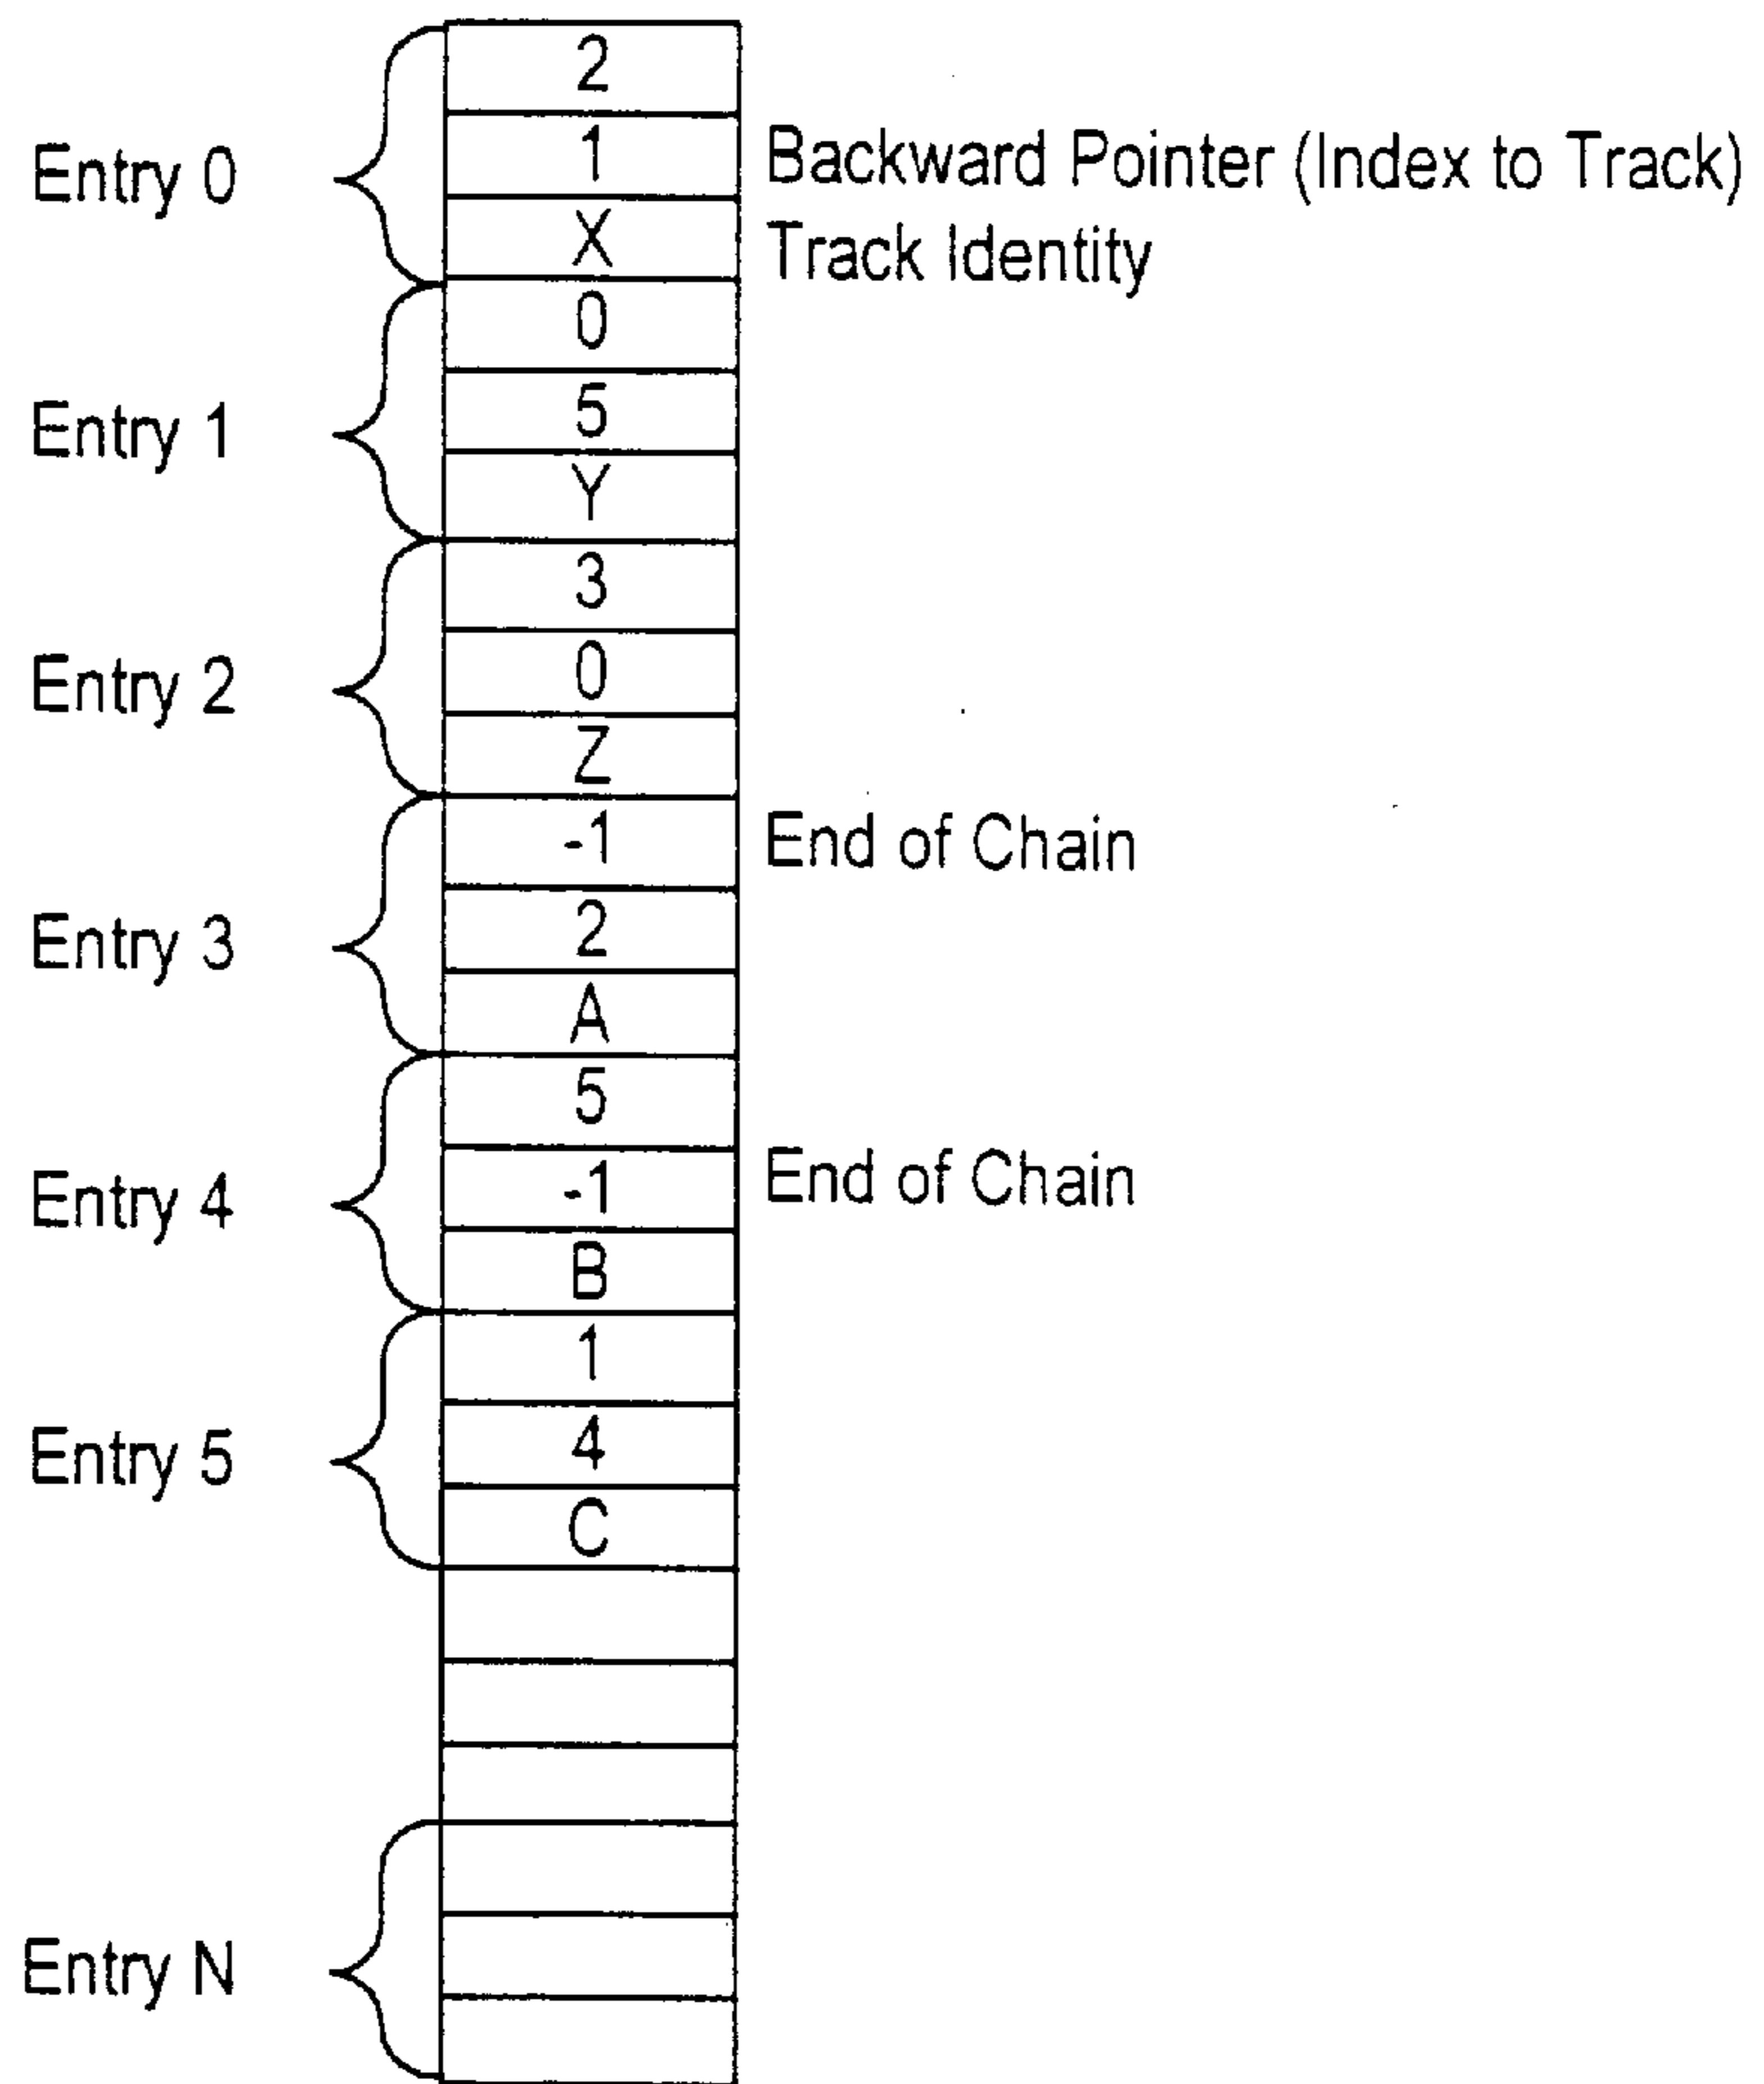 2
Entry 0 1 Backward Pointer (Index to Track)
X Track Identity
0
Entry 1 5
Y
3
Entry 2 0
Z
-1 End of Chain
Entry 3 2
A
5
Entry 4 -1 End of Chain
B
1
Entry 5 4
C
Entry N